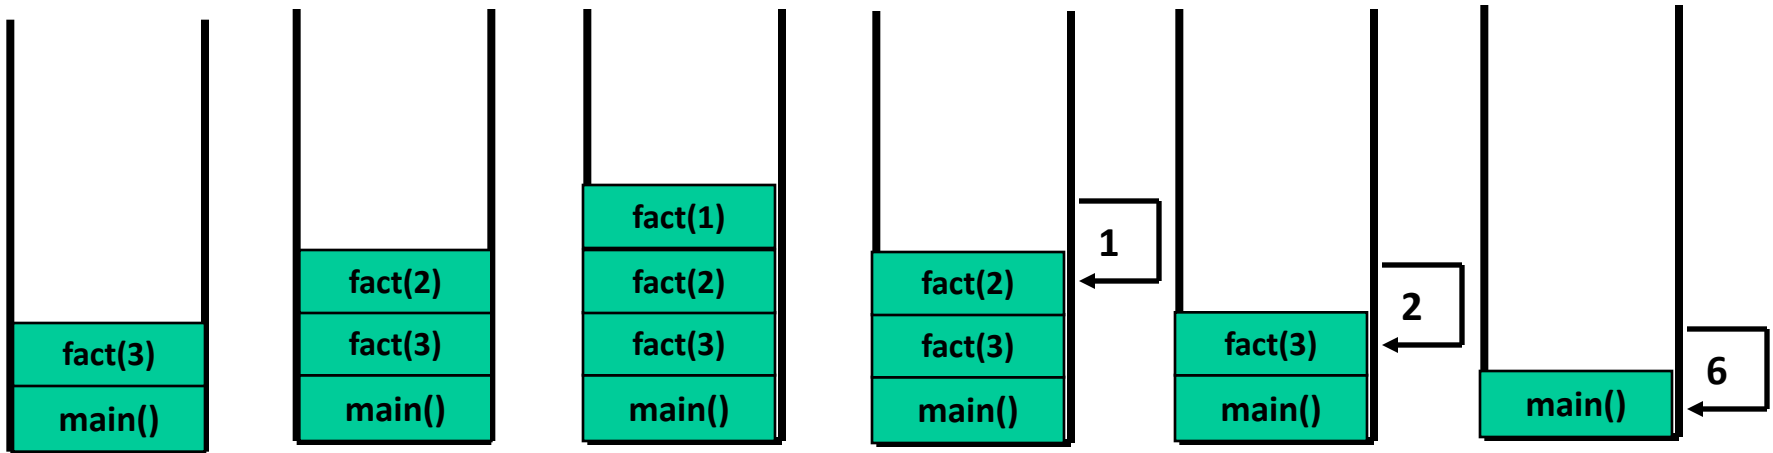 fact(3)
main()
fact(2)
fact(3)
main()
fact(1)
fact(2)
fact(3)
main()
fact(2)
fact(3)
main()
1
fact(3)
main()
2
main()
6